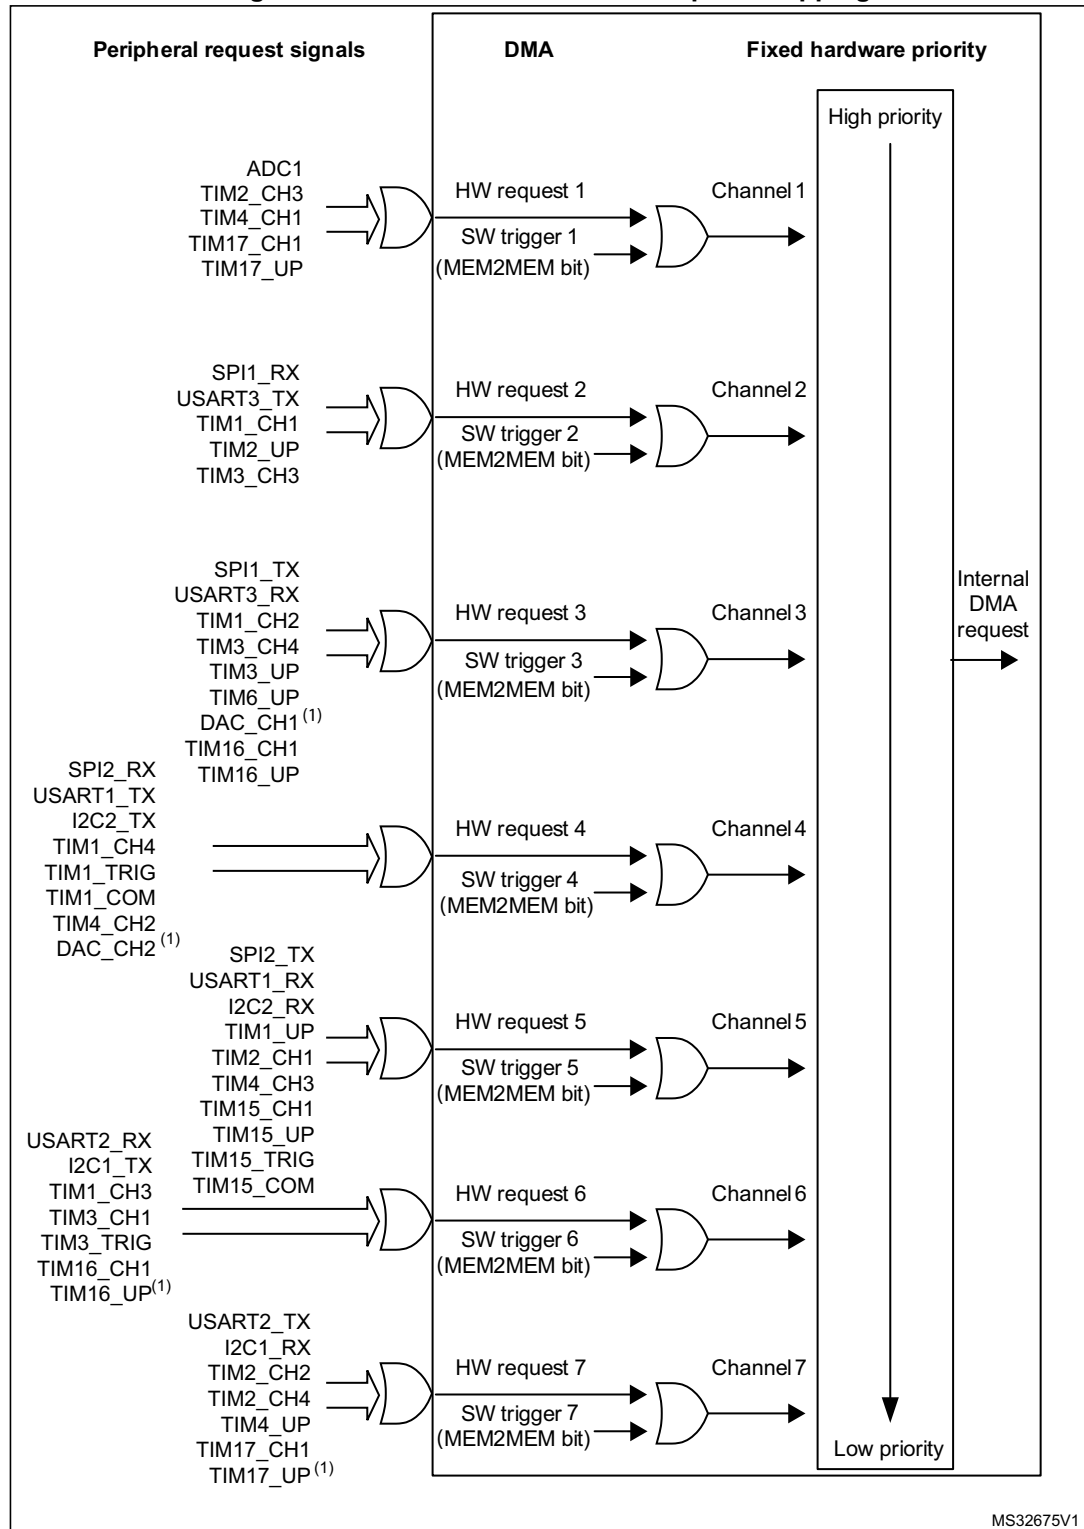 Peripheral request signals
DMA
Fixed hardware priority
High priority
ADC1
TIM2_CH3
TIM4_CH1
TIM17_CH1
TIM17_UP
HW request 1
SW trigger 1
(MEM2MEM bit)
Channel 1
SPI1_RX
USART3_TX
TIM1_CH1
TIM2_UP
TIM3_CH3
HW request 2
SW trigger 2
(MEM2MEM bit)
Channel 2
SPI1_TX
USART3_RX
TIM1_CH2
TIM3_CH4
TIM3_UP
TIM6_UP
DAC_CH1 (1)
TIM16_CH1
TIM16_UP
HW request 3
SW trigger 3
(MEM2MEM bit)
Channel 3
Internal
DMA
request
SPI2_RX
USART1_TX
I2C2_TX
TIM1_CH4
TIM1_TRIG
TIM1_COM
TIM4_CH2
DAC_CH2 (1)
HW request 4
SW trigger 4
(MEM2MEM bit)
Channel 4
SPI2_TX
USART1_RX
I2C2_RX
TIM1_UP
TIM2_CH1
TIM4_CH3
TIM15_CH1
TIM15_UP
TIM15_TRIG
TIM15_COM
HW request 5
SW trigger 5
(MEM2MEM bit)
Channel 5
USART2_RX
I2C1_TX
TIM1_CH3
TIM3_CH1
TIM3_TRIG
TIM16_CH1
TIM16_UP(1)
HW request 6
SW trigger 6
(MEM2MEM bit)
Channel 6
USART2_TX
I2C1_RX
TIM2_CH2
TIM2_CH4
TIM4_UP
TIM17_CH1
TIM17_UP(1)
HW request 7
SW trigger 7
(MEM2MEM bit)
Channel 7
Low priority
MS32675V1